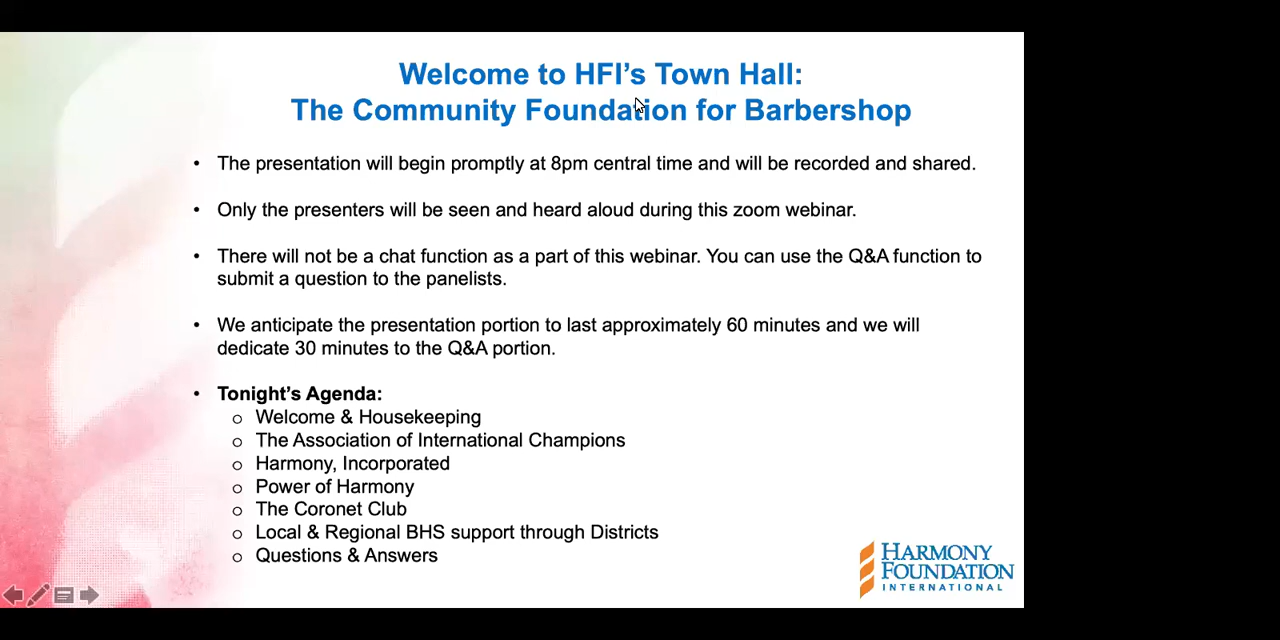 Welcome to HFI's Town Hall:
The Community Foundation for Barbershop
• The presentation will begin promptly at 8pm central time and will be recorded and shared.
• Only the presenters will be seen and heard aloud during this zoom webinar.
• There will not be a chat function as a part of this webinar. You can use the Q&A function to
submit a question to the panelists.
• We anticipate the presentation portion to last approximately 60 minutes and we will
dedicate 30 minutes to the Q&A portion.
• Tonight's Agenda:
o Welcome & Housekeeping
o The Association of International Champions
o Harmony, Incorporated
o Power of Harmony
o The Coronet Club
o Local & Regional BHS support through Districts
o Questions & Answers
HARMONY
FOUNDATION
INTERNATIONAL